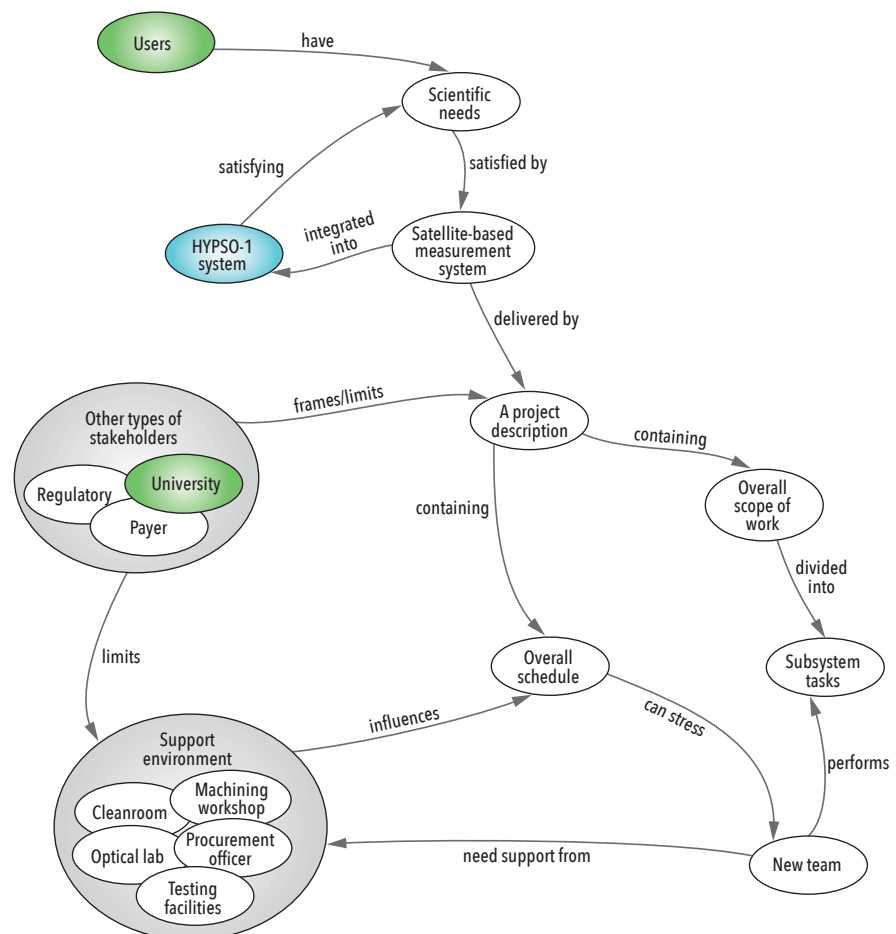 Users
have
Scientific
needs
satisfying
satisfied by
HYPSO-1
system
integrated
into
Satellite-based
measurement
system
delivered by
Other types of
stakeholders
Regulatory
University
Payer
frames/limits
A project
description
containing
containing
Overall
scope of
work
divided
into
limits
Overall
schedule
Subsystem
tasks
influences
can stress
performs
Support
environment
Cleanroom
Machining
workshop
Optical lab
Procurement
officer
Testing
facilities
need support from
New team